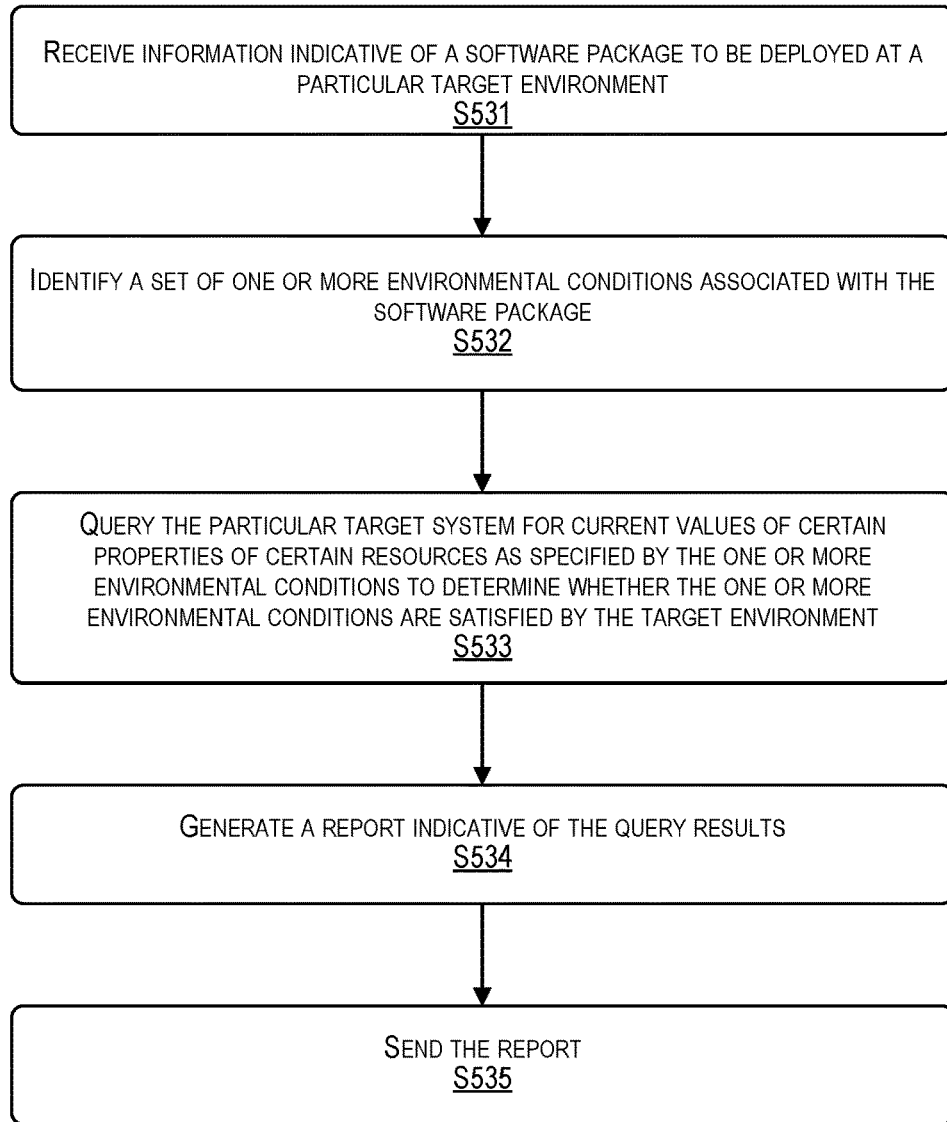 RECEIVE INFORMATION INDICATIVE OF A SOFTWARE PACKAGE TO BE DEPLOYED AT A
PARTICULAR TARGET ENVIRONMENT
S531
IDENTIFY A SET OF ONE OR MORE ENVIRONMENTAL CONDITIONS ASSOCIATED WITH THE
SOFTWARE PACKAGE
S532
QUERY THE PARTICULAR TARGET SYSTEM FOR CURRENT VALUES OF CERTAIN
PROPERTIES OF CERTAIN RESOURCES AS SPECIFIED BY THE ONE OR MORE
ENVIRONMENTAL CONDITIONS TO DETERMINE WHETHER THE ONE OR MORE
ENVIRONMENTAL CONDITIONS ARE SATISFIED BY THE TARGET ENVIRONMENT
S533
GENERATE A REPORT INDICATIVE OF THE QUERY RESULTS
S534
SEND THE REPORT
S535